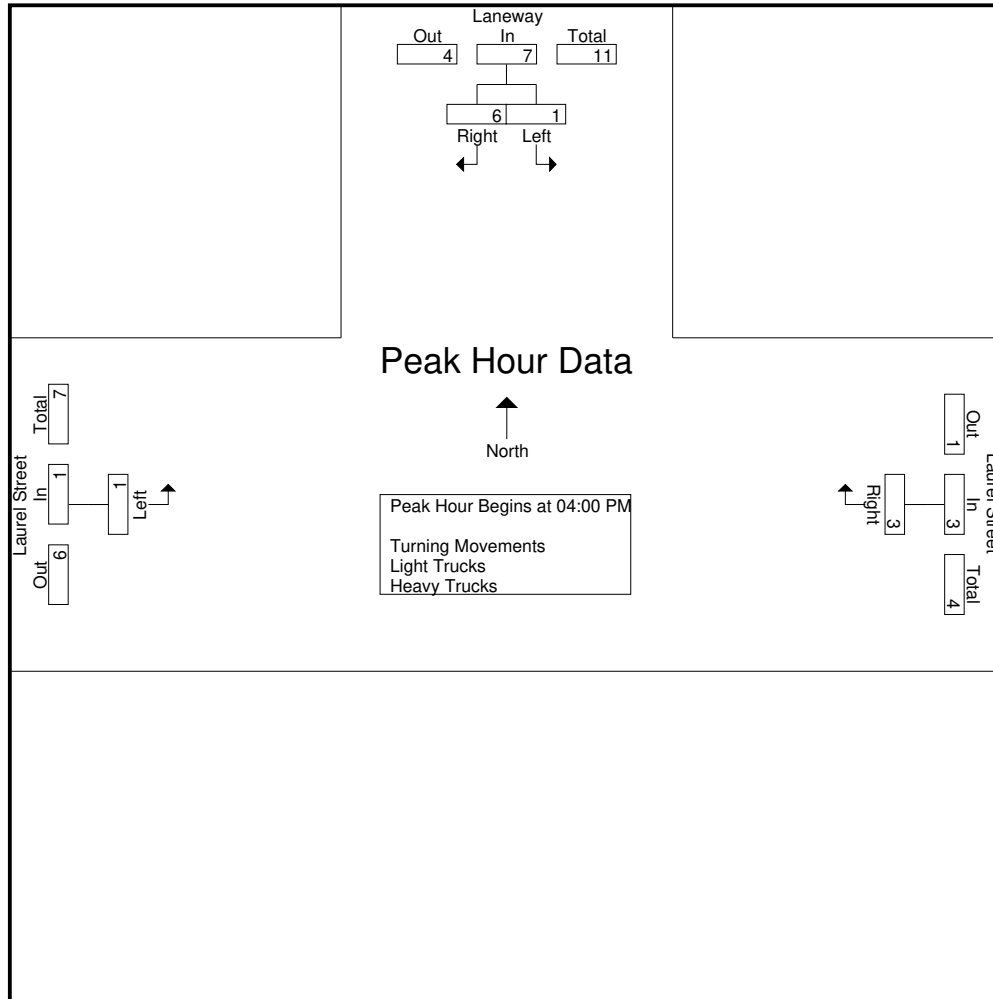 Laneway
Out In Total
4 7 11
6 1
Right Left
Peak Hour Data
North
Peak Hour Begins at 04:00 PM
Turning Movements
Light Trucks
Heavy Trucks
Laurel Street
Out In Total
6 1 7
1
Left
Laurel Street
Out In Total
1 3 4
3
Right